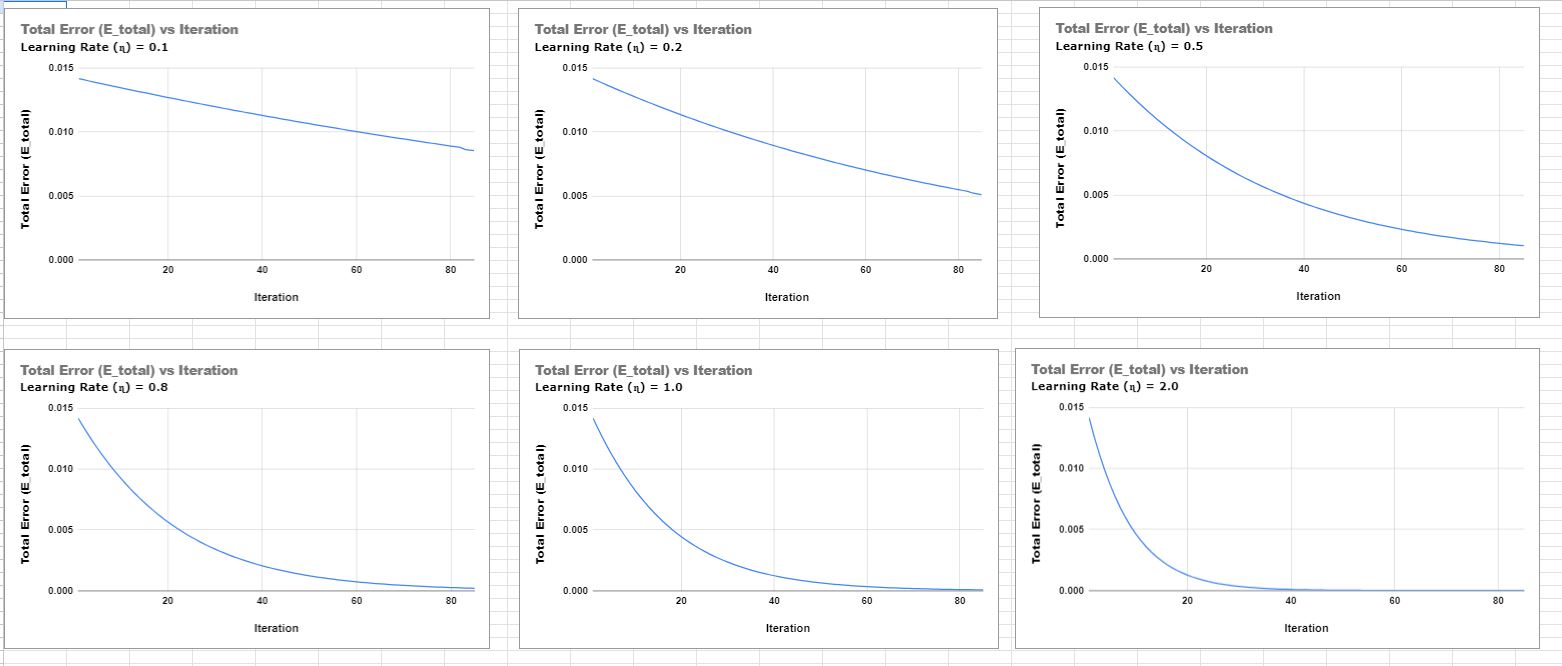 Total Error (E_total) vs Iteration
Learning Rate (η) = 0.1
0.015
0.010
0.005
0.000
Total Error (E_total)
20 40 60 80
Iteration
Total Error (E_total) vs Iteration
Learning Rate (η) = 0.2
0.015
0.010
0.005
0.000
Total Error (E_total)
20 40 60 80
Iteration
Total Error (E_total) vs Iteration
Learning Rate (η) = 0.5
0.015
0.010
0.005
0.000
Total Error (E_total)
20 40 60 80
Iteration
Total Error (E_total) vs Iteration
Learning Rate (η) = 0.8
0.015
0.010
0.005
0.000
Total Error (E_total)
20 40 60 80
Iteration
Total Error (E_total) vs Iteration
Learning Rate (η) = 1.0
0.015
0.010
0.005
0.000
Total Error (E_total)
20 40 60 80
Iteration
Total Error (E_total) vs Iteration
Learning Rate (η) = 2.0
0.015
0.010
0.005
0.000
Total Error (E_total)
20 40 60 80
Iteration